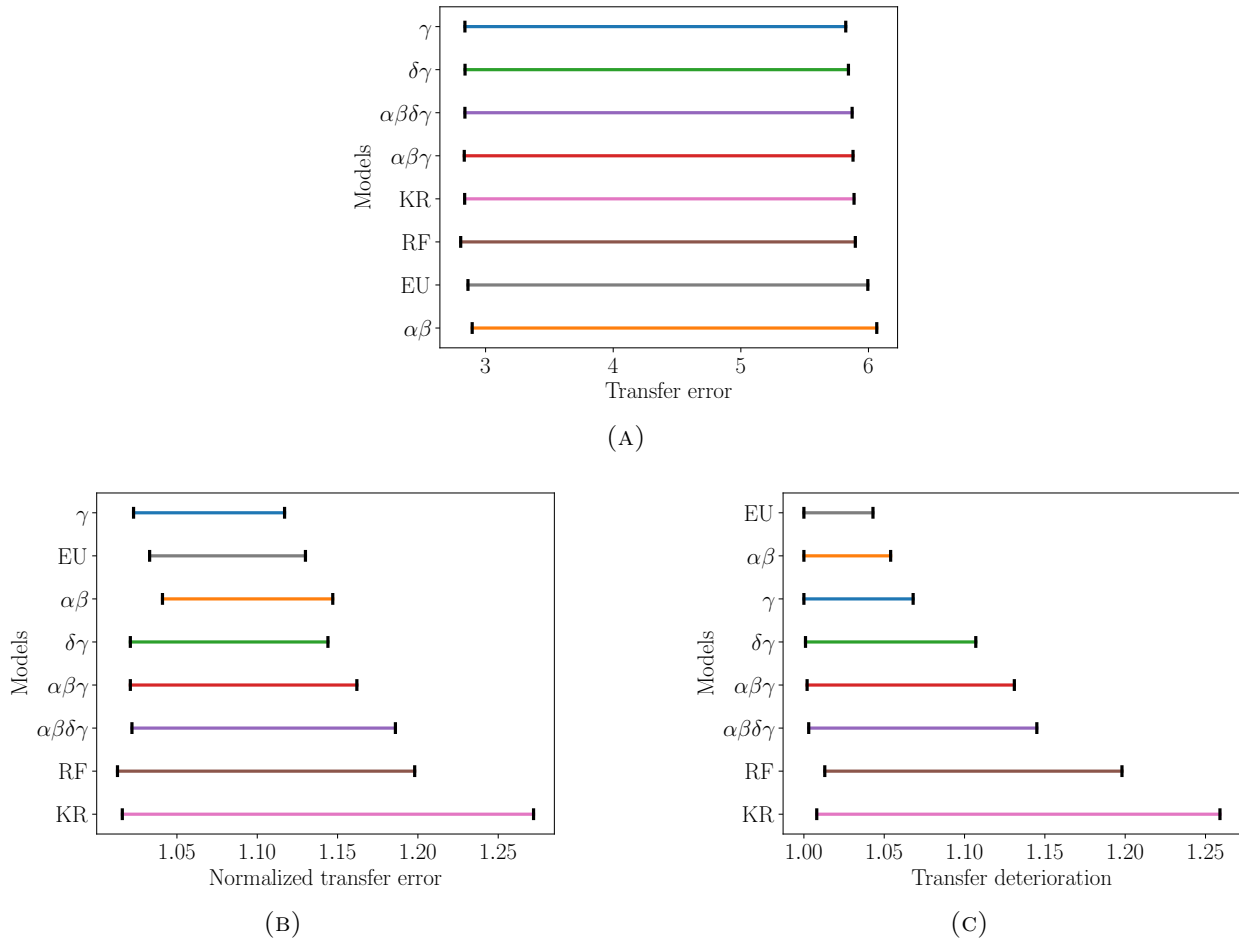 γ
δγ
αβδγ
αβγ
KR
RF
EU
αβ
Models
3 4 5 6
Transfer error
(A)
γ
EU
αβ
δγ
αβγ
αβδγ
RF
KR
Models
1.05 1.10 1.15 1.20 1.25
Normalized transfer error
(B)
EU
αβ
γ
δγ
αβγ
αβδγ
RF
KR
Models
1.00 1.05 1.10 1.15 1.20 1.25
Transfer deterioration
(C)